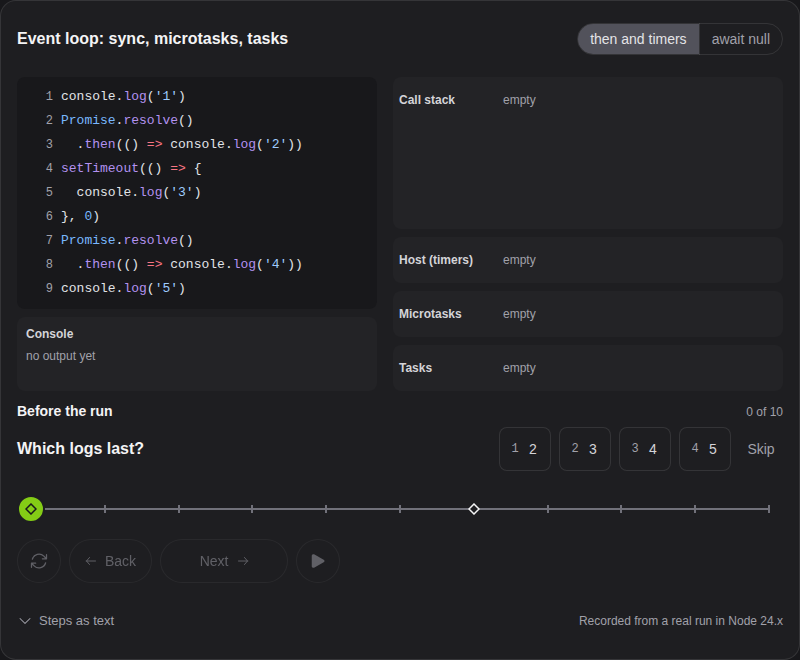 Event loop: sync, microtasks, tasks
then and timers
await null
1 console.log('1')
2 Promise.resolve()
3   .then(() => console.log('2'))
4 setTimeout(() => {
5   console.log('3')
6 }, 0)
7 Promise.resolve()
8   .then(() => console.log('4'))
9 console.log('5')
Console
no output yet
Call stack empty
Host (timers) empty
Microtasks empty
Tasks empty
Before the run
0 of 10
Which logs last?
1 2
2 3
3 4
4 5
Skip
Back
Next
Steps as text
Recorded from a real run in Node 24.x